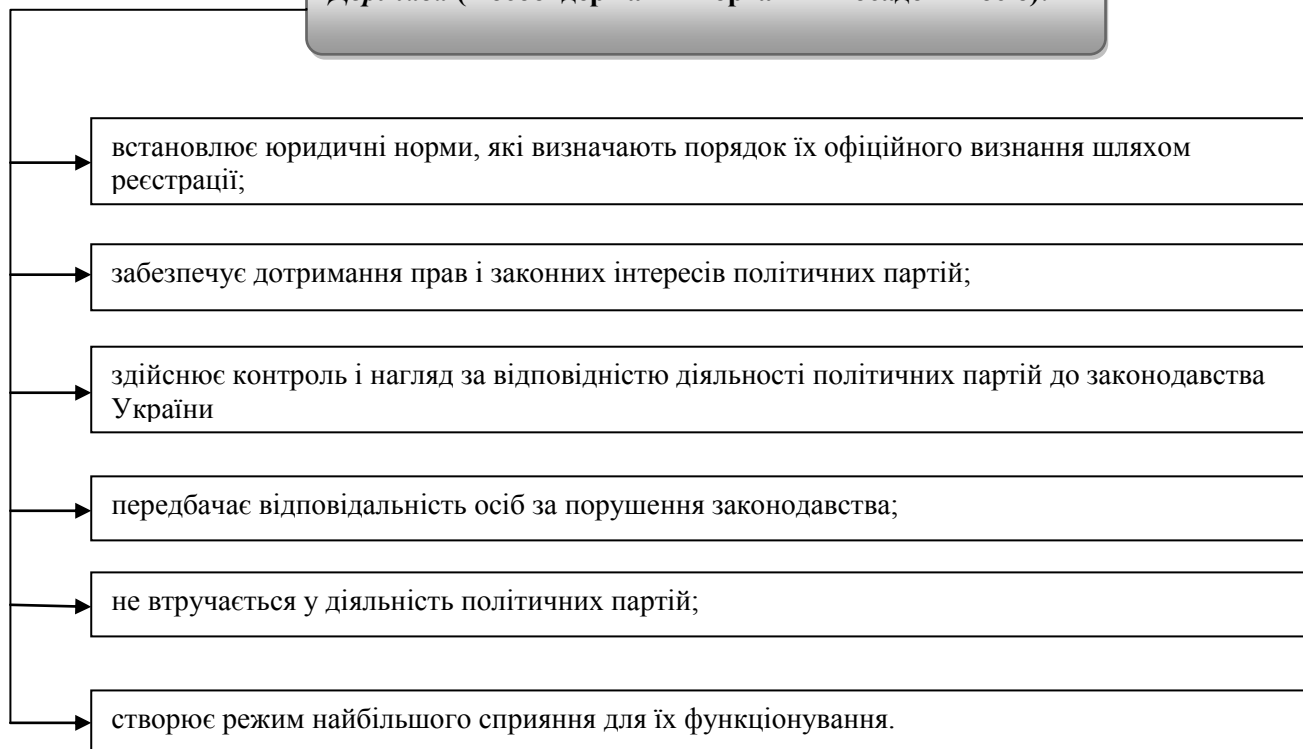 встановлює юридичні норми, які визначають порядок їх офіційного визнання шляхом
реєстрації;
забезпечує дотримання прав і законних інтересів політичних партій;
здійснює контроль і нагляд за відповідністю діяльності політичних партій до законодавства
України
передбачає відповідальність осіб за порушення законодавства;
не втручається у діяльність політичних партій;
створює режим найбільшого сприяння для їх функціонування.